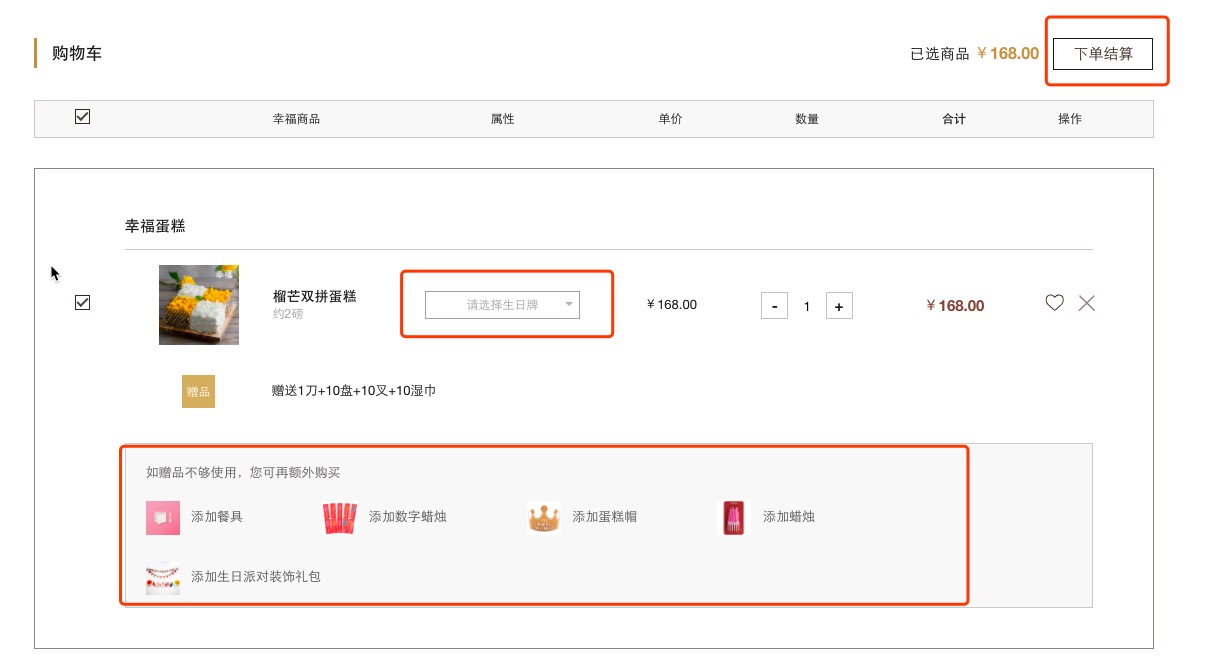 购物车
已选商品 ￥168.00 下单结算
幸福商品 属性 单价 数量 合计 操作
幸福蛋糕
幸福
榴芒双拼蛋糕
约2磅
请选择生日牌
￥168.00
- 1 +
￥168.00
赠品 赠送1刀+10盘+10叉+10湿巾
如赠品不够使用，您可再额外购买
添加餐具 添加数字蜡烛 添加蛋糕帽 添加蜡烛
添加生日派对装饰礼包